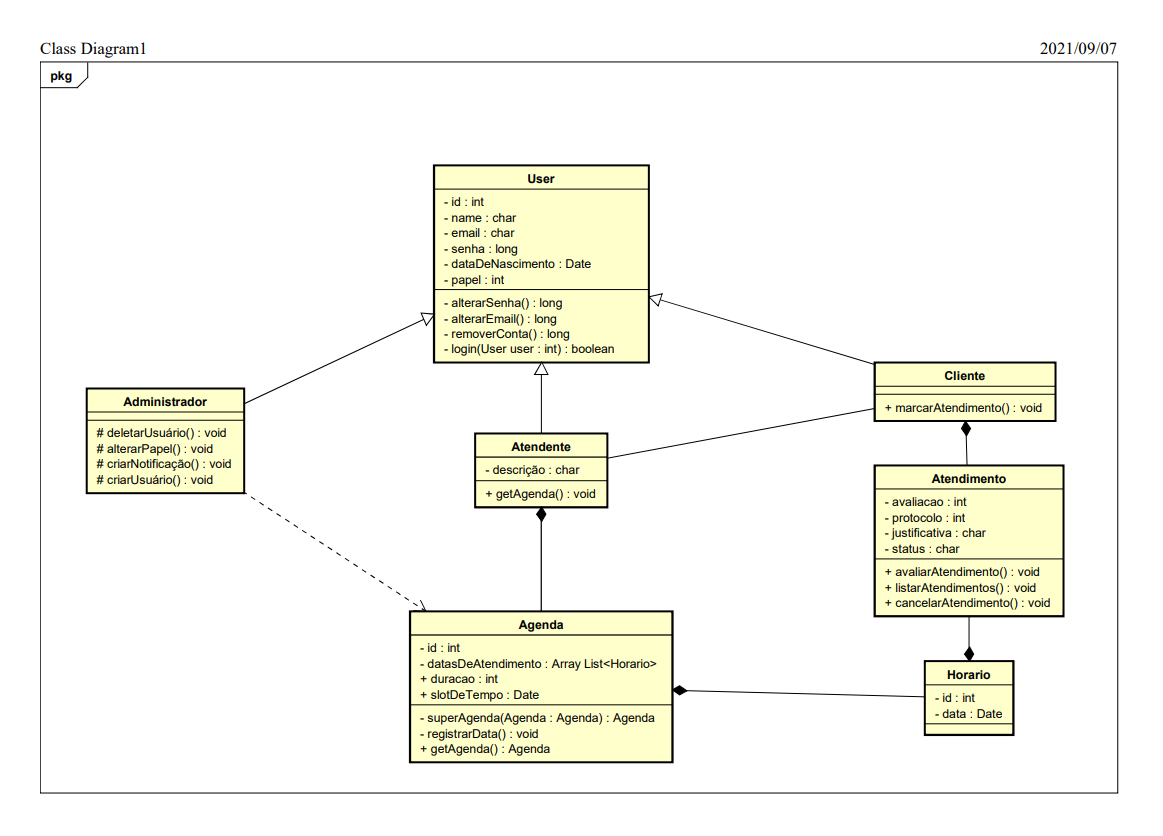 Class Diagram1
2021/09/07
pkg
User
- id : int
- name : char
- email : char
- senha : long
- dataDeNascimento : Date
- papel : int
- alterarSenha() : long
- alterarEmail() : long
- removerConta() : long
- login(User user : int) : boolean
Administrador
# deletarUsuário() : void
# alterarPapel() : void
# criarNotificação() : void
# criarUsuário() : void
Atendente
- descrição : char
+ getAgenda() : void
Cliente
+ marcarAtendimento() : void
Atendimento
- avaliacao : int
- protocolo : int
- justificativa : char
- status : char
+ avaliarAtendimento() : void
+ listarAtendimentos() : void
+ cancelarAtendimento() : void
Agenda
- id : int
- datasDeAtendimento : Array List<Horario>
+ duracao : int
+ slotDeTempo : Date
- superAgenda(Agenda : Agenda) : Agenda
- registrarData() : void
+ getAgenda() : Agenda
Horario
- id : int
- data : Date